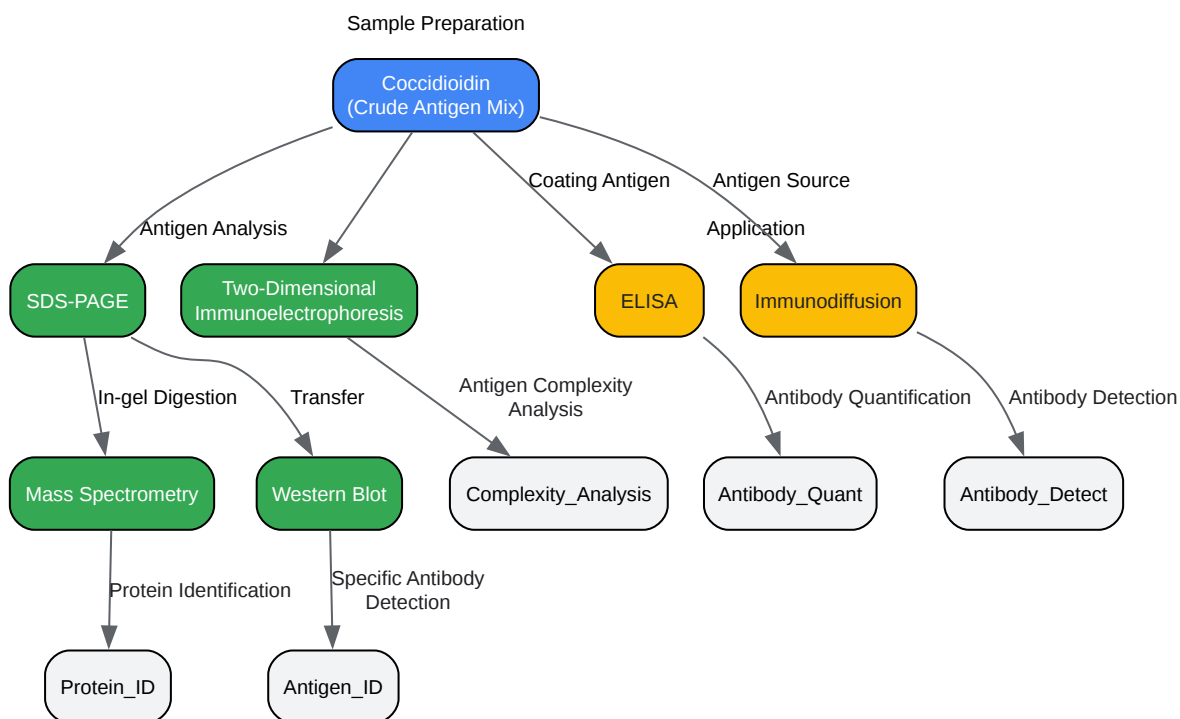 Sample Preparation
Coccidioidin
(Crude Antigen Mix)
Coating Antigen
Antigen Source
Antigen Analysis
Application
SDS-PAGE
Two-Dimensional
Immunoelectrophoresis
ELISA
Immunodiffusion
In-gel Digestion
Transfer
Antigen Complexity
Analysis
Antibody Quantification
Antibody Detection
Mass Spectrometry
Western Blot
Complexity_Analysis
Antibody_Quant
Antibody_Detect
Protein Identification
Specific Antibody
Detection
Protein_ID
Antigen_ID